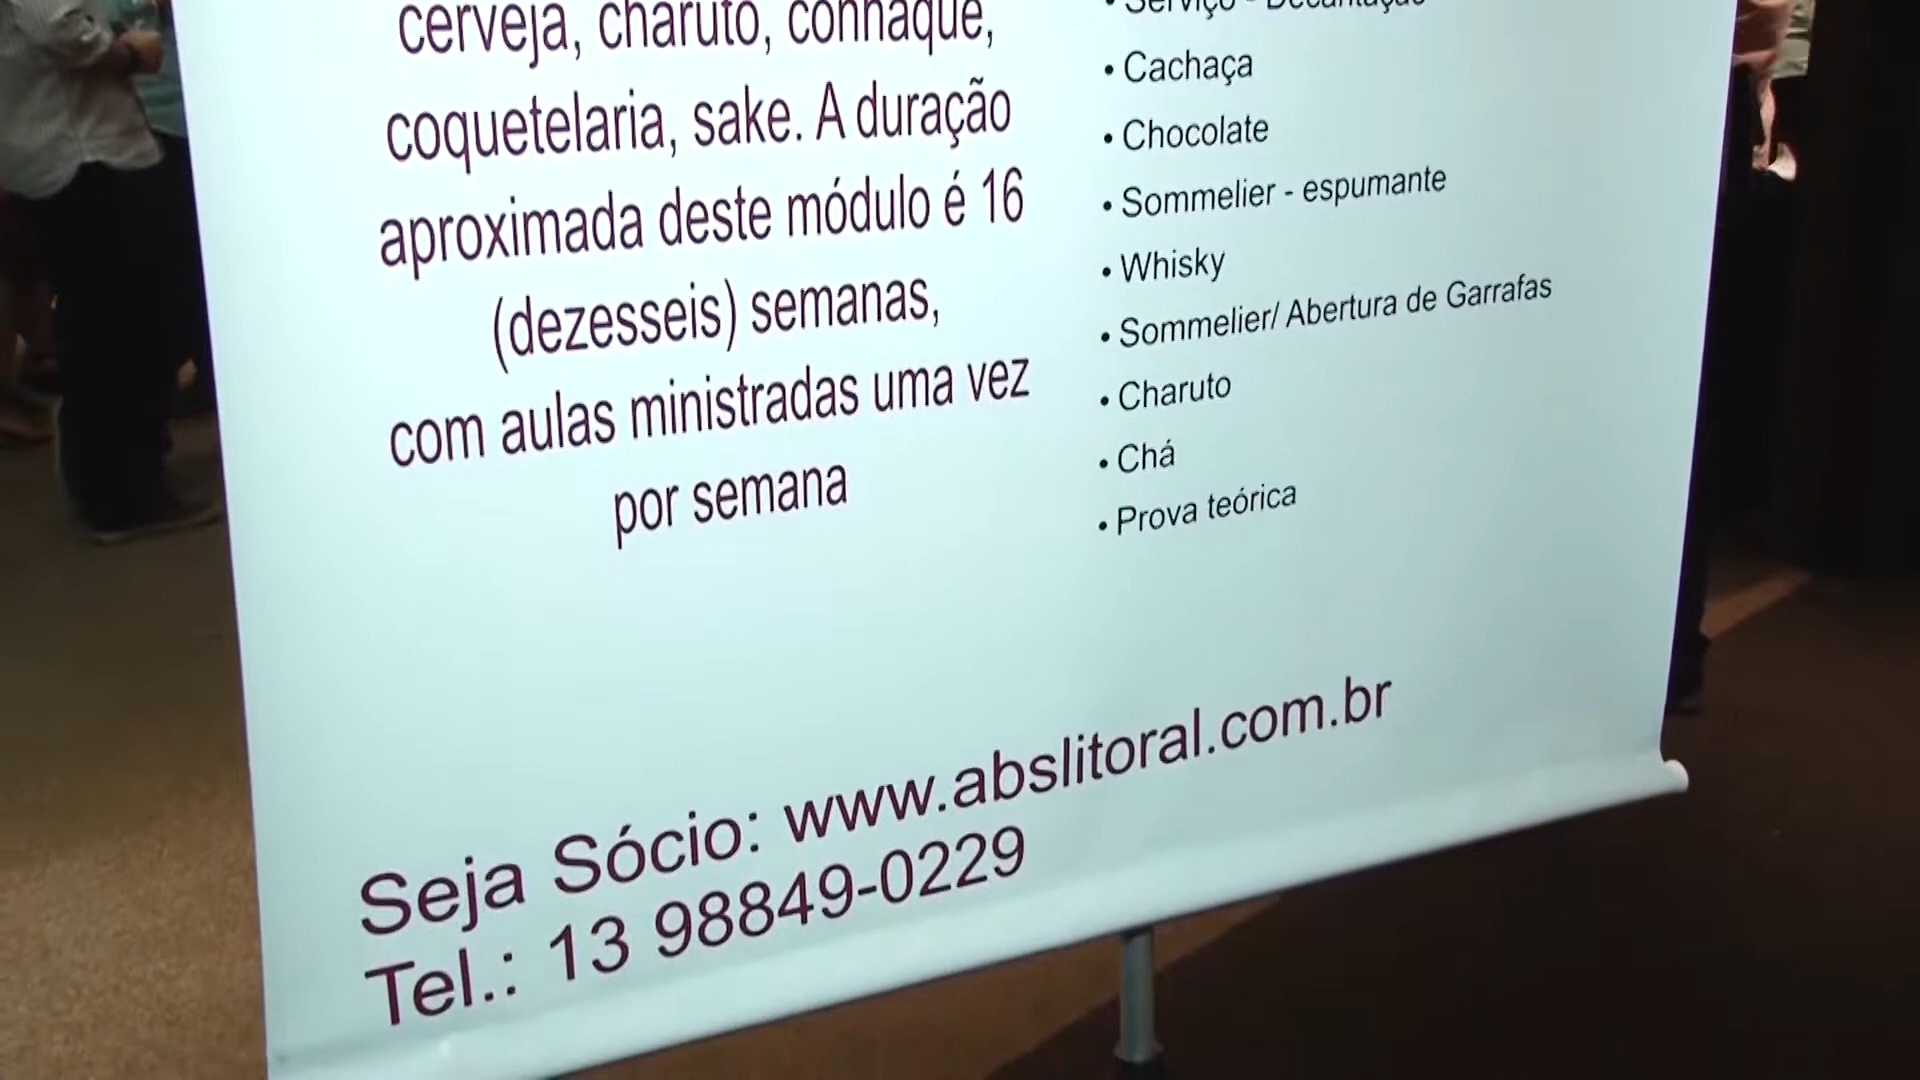 cerveja, charuto, conhaque,
coquetelaria, sake. A duração
aproximada deste módulo é 16
(dezesseis) semanas,
com aulas ministradas uma vez
por semana
• Serviço - Decantação
• Cachaça
• Chocolate
• Sommelier - espumante
• Whisky
• Sommelier/ Abertura de Garrafas
• Charuto
• Chá
• Prova teórica
Seja Sócio: www.abslitoral.com.br
Tel.: 13 98849-0229